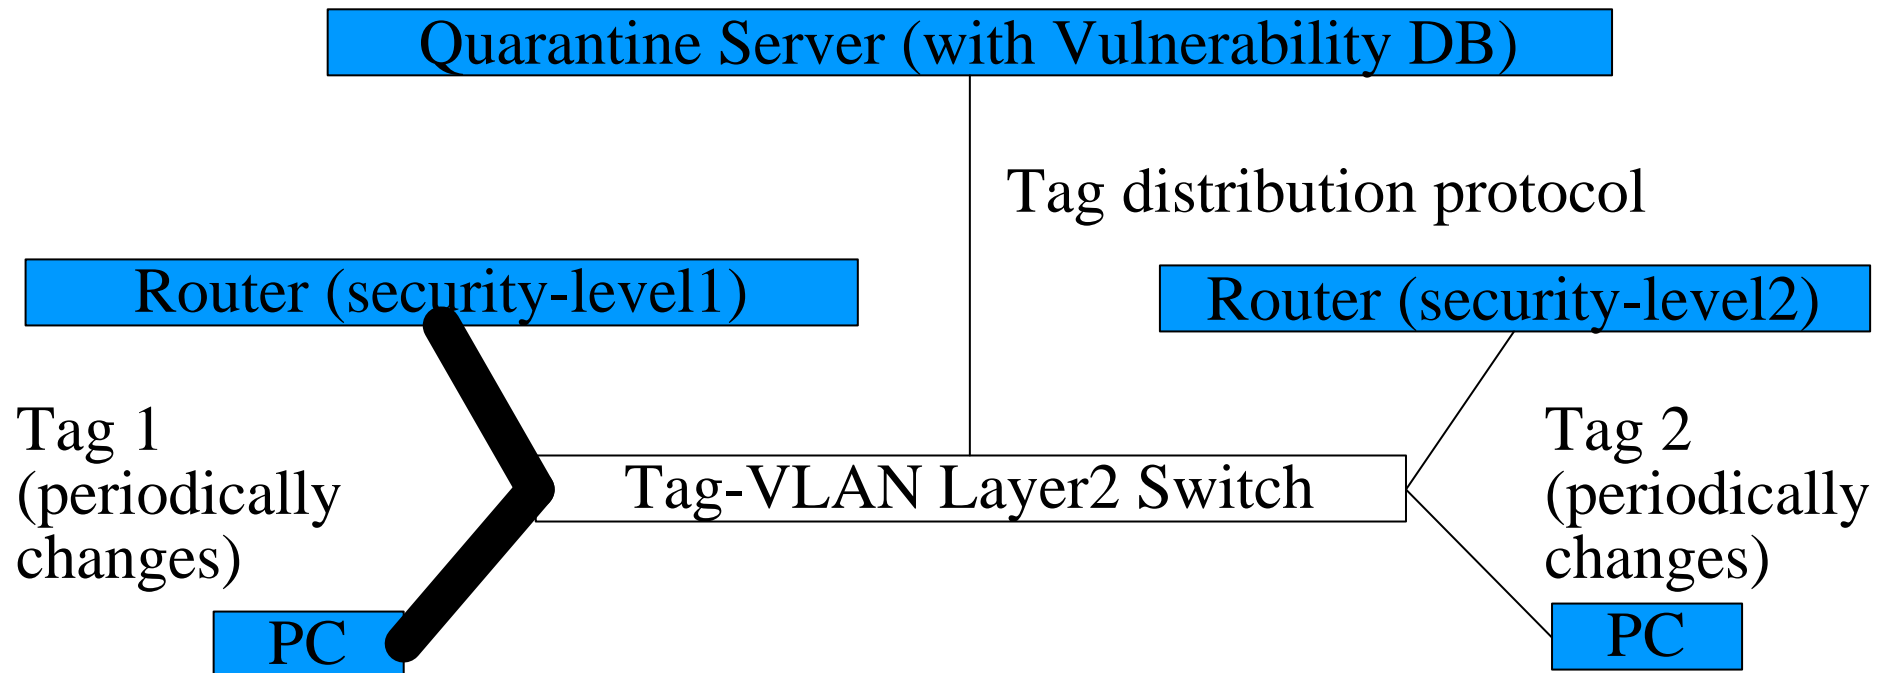 Quarantine Server (with Vulnerability DB)
Tag distribution protocol
Router (security-level1)
Router (security-level2)
Tag 1
(periodically
changes)
Tag-VLAN Layer2 Switch
Tag 2
(periodically
changes)
PC
PC